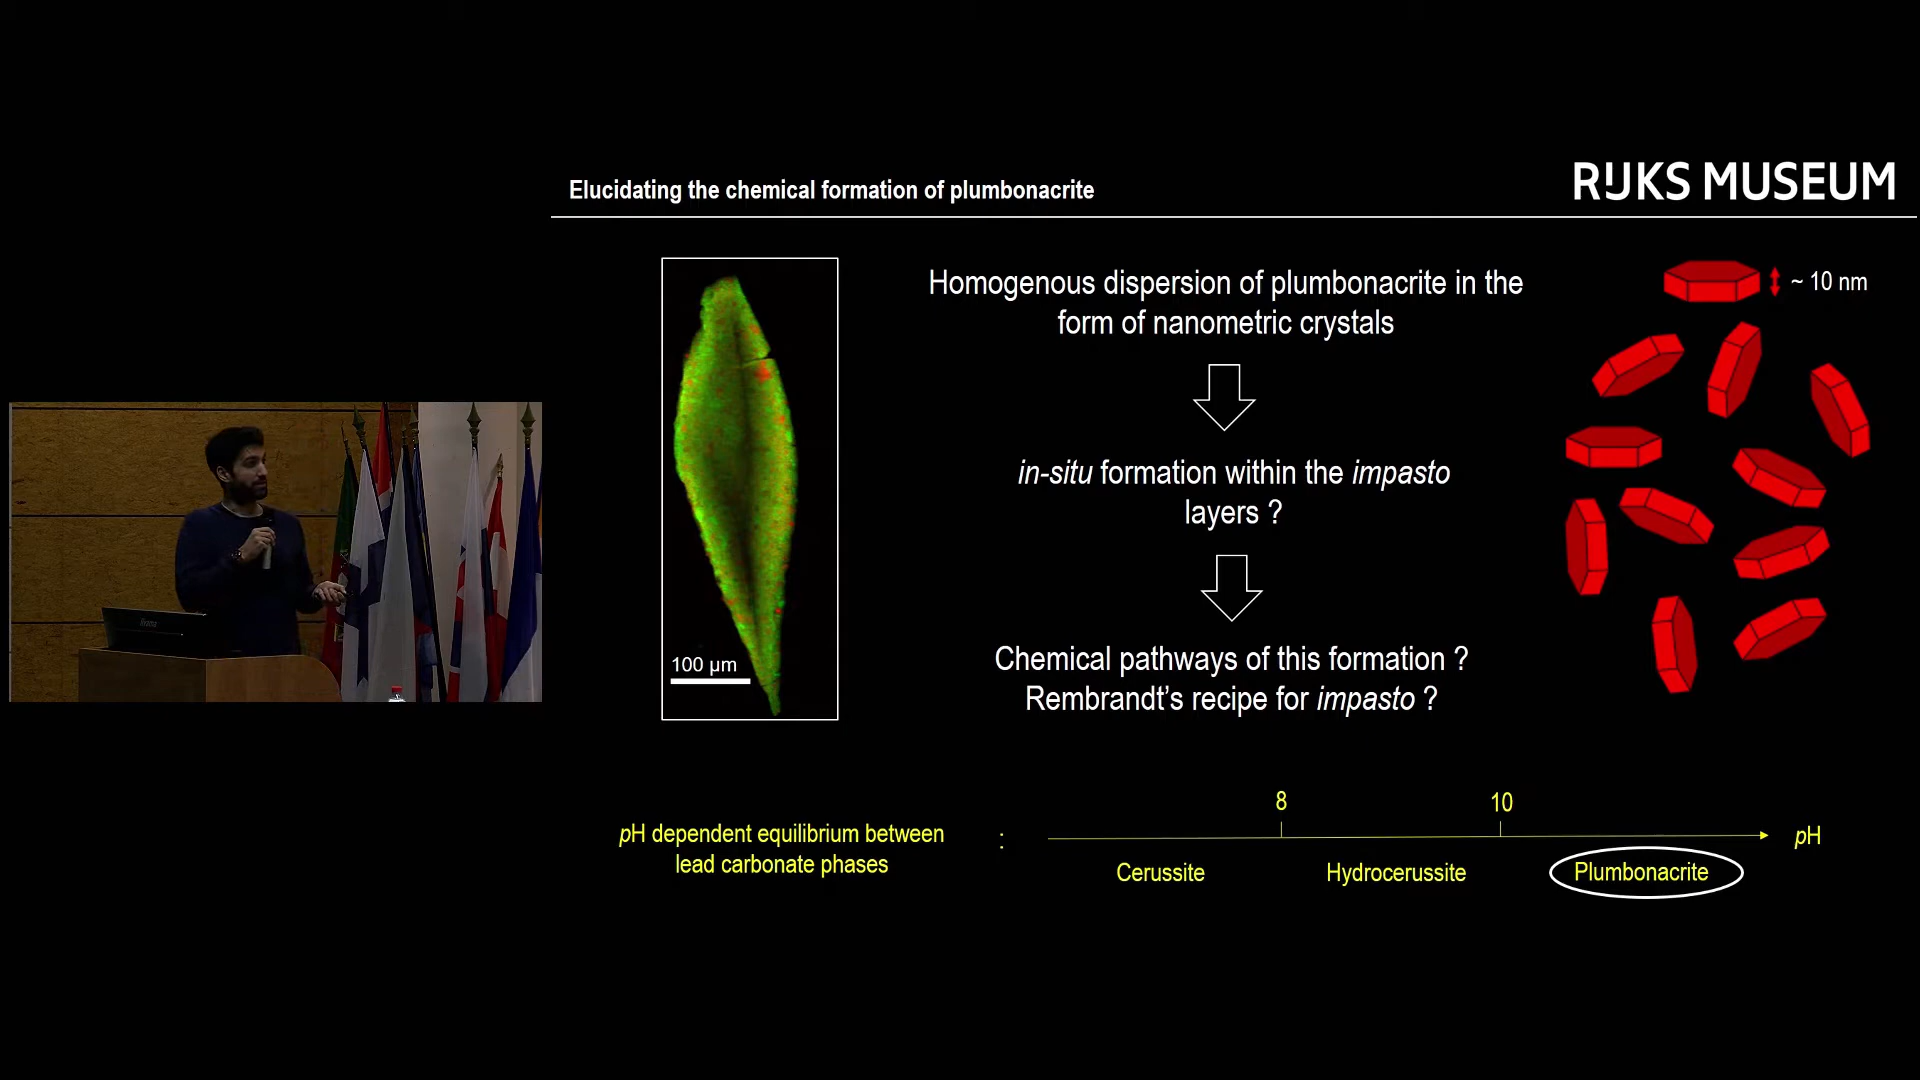 Elucidating the chemical formation of plumbonacrite
RIJKS MUSEUM
Homogenous dispersion of plumbonacrite in the
form of nanometric crystals
~ 10 nm
in-situ formation within the impasto
layers ?
Chemical pathways of this formation ?
Rembrandt’s recipe for impasto ?
100 µm
pH dependent equilibrium between
lead carbonate phases
:
8
10
pH
Cerussite
Hydrocerussite
Plumbonacrite